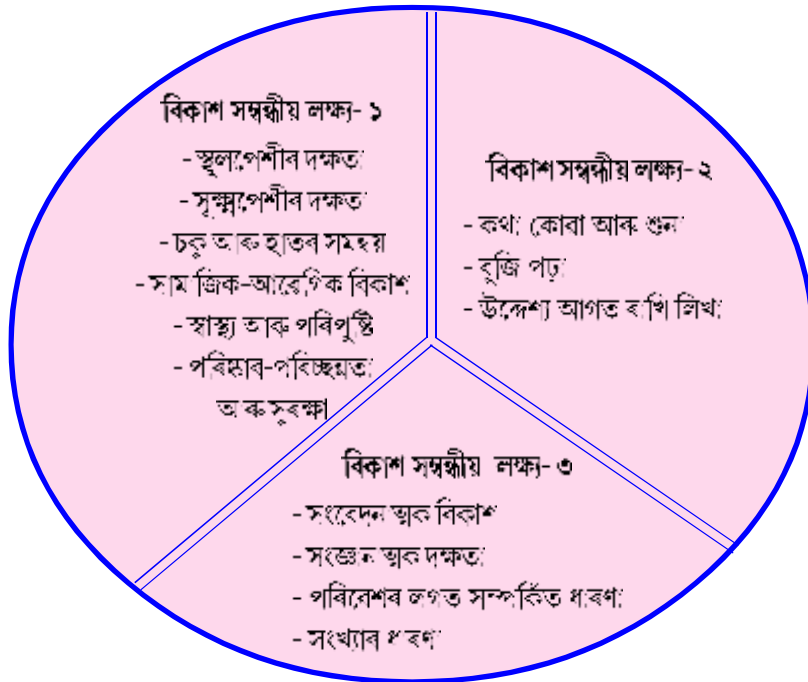 বিকাশ সম্বন্ধীয় লক্ষ্য- ১
- স্থূলপেশীৰ দক্ষতা
- সূক্ষ্মপেশীৰ দক্ষতা
- চকু আৰু হাতৰ সমন্বয়
- সামাজিক-আৱেগিক বিকাশ
- স্বাস্থ্য আৰু পৰিপুষ্টি
- পৰিষ্কাৰ-পৰিচ্ছন্নতা
আৰু সুৰক্ষা
বিকাশ সম্বন্ধীয় লক্ষ্য- ২
- কথা কোৱা আৰু শুনা
- বুজি পঢ়া
- উদ্দেশ্য আগত ৰাখি লিখা
বিকাশ সম্বন্ধীয় লক্ষ্য- ৩
- সংবেদনাত্মক বিকাশ
- সংজ্ঞানাত্মক দক্ষতা
- পৰিৱেশৰ লগত সম্পৰ্কিত ধাৰণা
- সংখ্যাৰ ধাৰণা